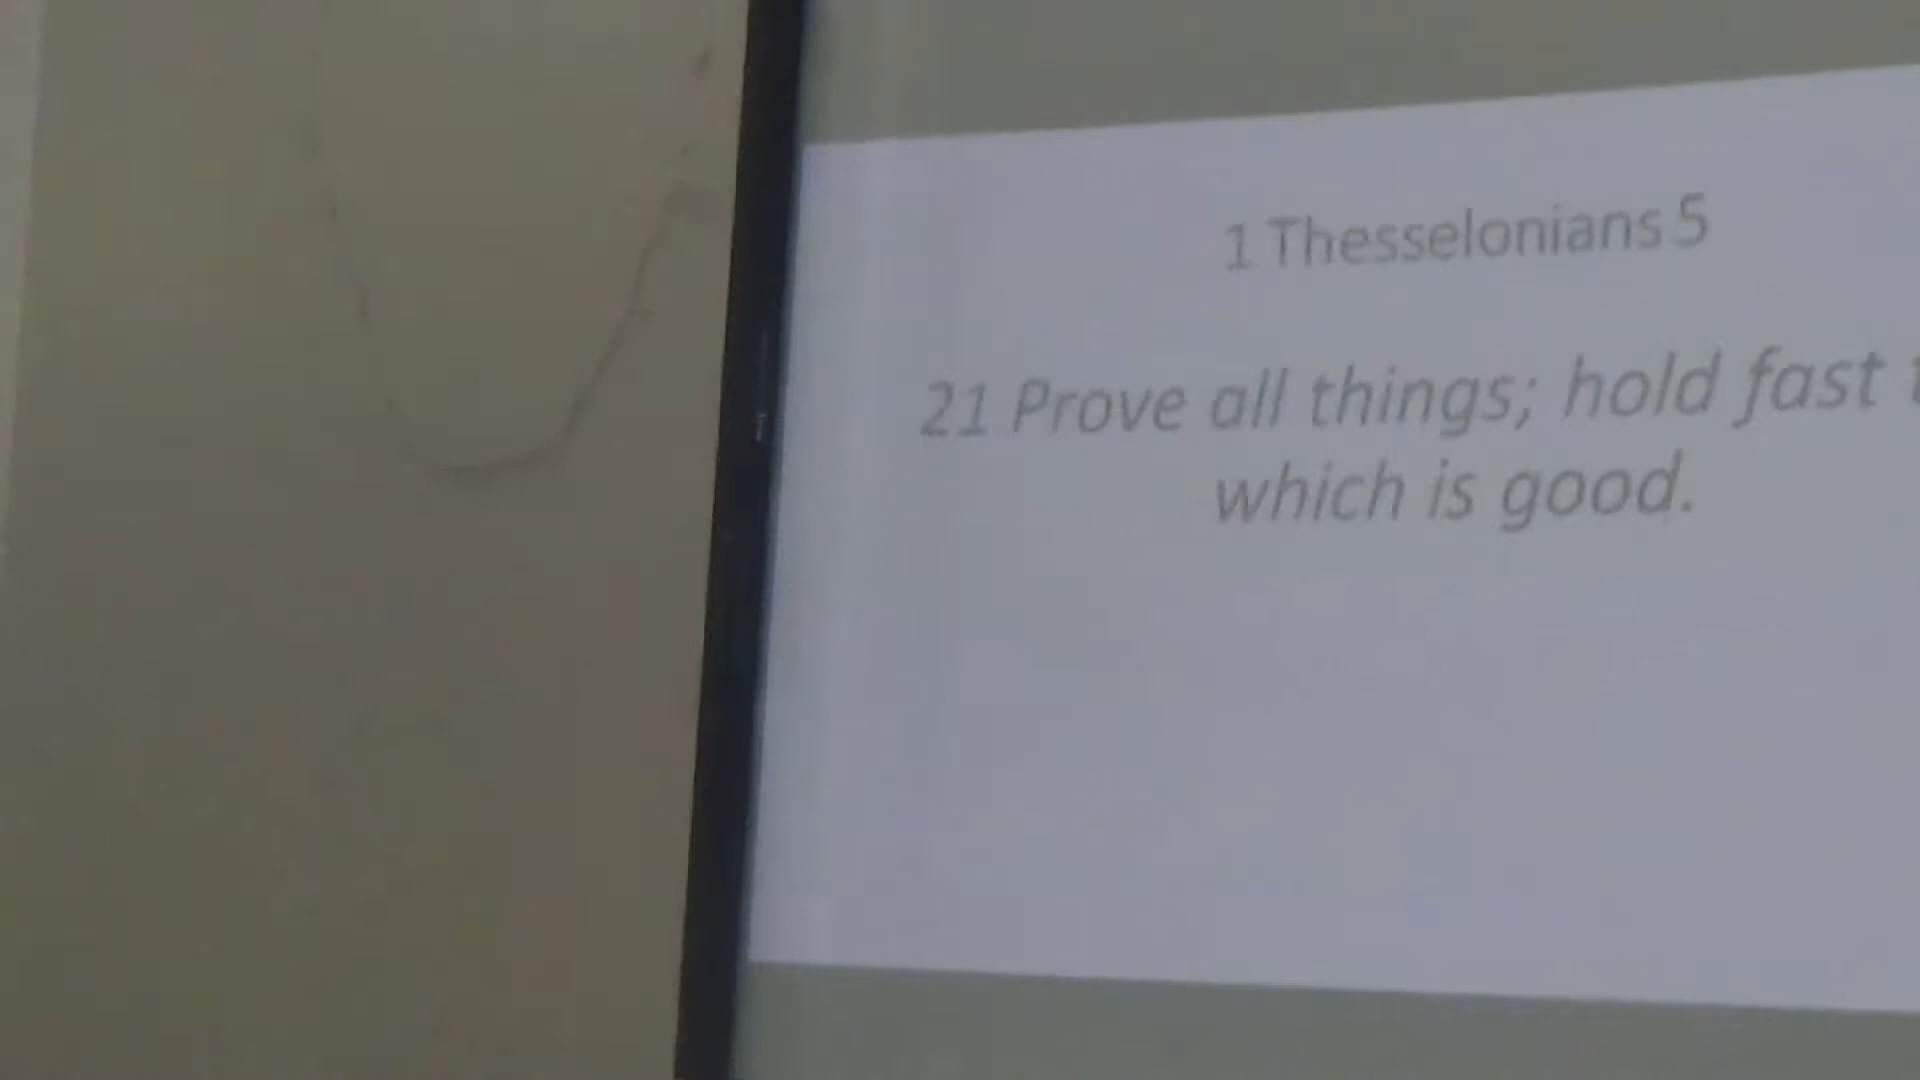 1 Thesselonians 5
21 Prove all things; hold fast
which is good.